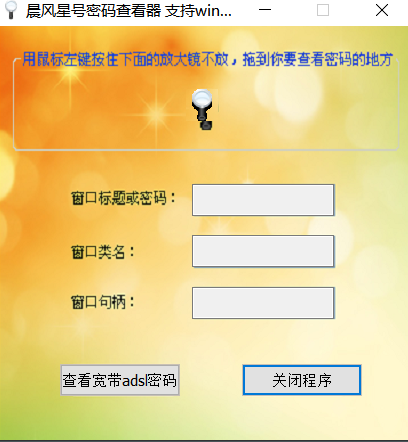 晨风星号密码查看器 支持win...
用鼠标左键按住下面的放大镜不放，拖到你要查看密码的地方
窗口标题或密码：
窗口类名：
窗口句柄：
查看宽带adsl密码
关闭程序